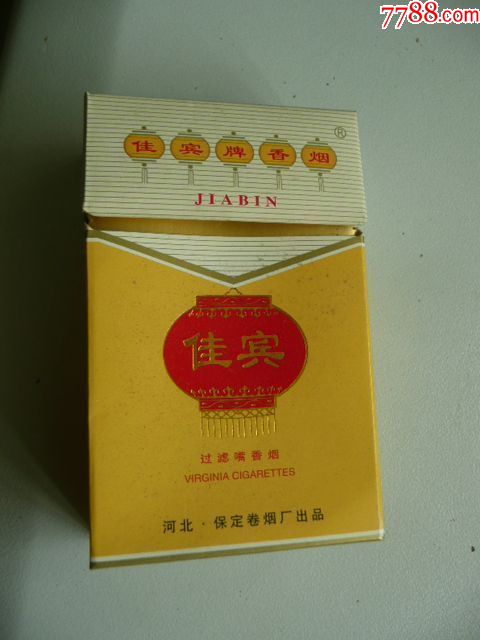 7788.com
佳宾牌香烟®
JIABIN
佳宾
过滤嘴香烟
VIRGINIA CIGARETTES
河北·保定卷烟厂出品